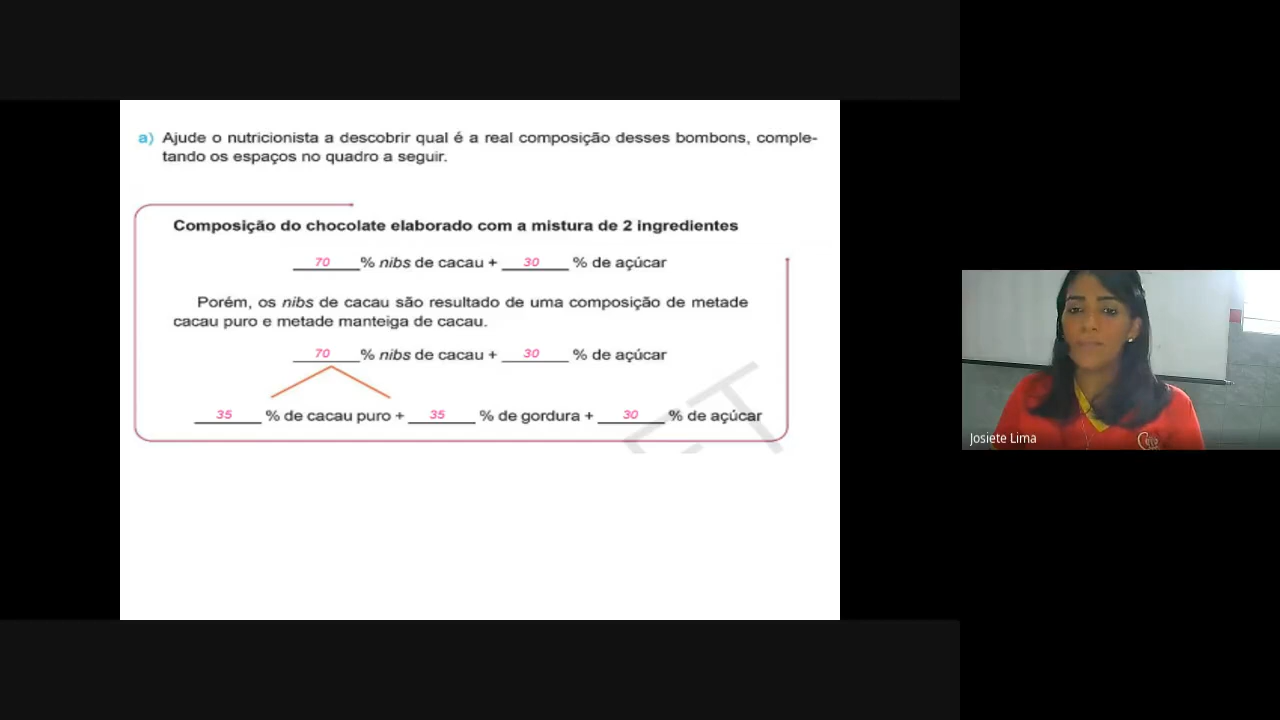 a) Ajude o nutricionista a descobrir qual é a real composição desses bombons, comple-
tando os espaços no quadro a seguir.
Composição do chocolate elaborado com a mistura de 2 ingredientes
70 % nibs de cacau + 30 % de açúcar
Porém, os nibs de cacau são resultado de uma composição de metade
cacau puro e metade manteiga de cacau.
70 % nibs de cacau + 30 % de açúcar
35 % de cacau puro + 35 % de gordura + 30 % de açúcar
Josiete Lima